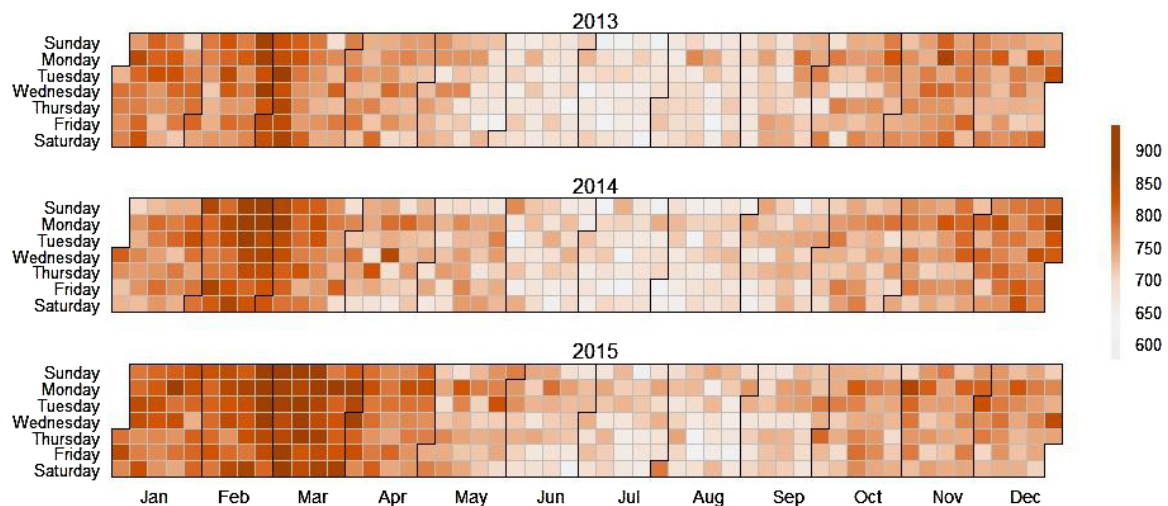 2013
Sunday
Monday
Tuesday
Wednesday
Thursday
Friday
Saturday
2014
Sunday
Monday
Tuesday
Wednesday
Thursday
Friday
Saturday
2015
Sunday
Monday
Tuesday
Wednesday
Thursday
Friday
Saturday
Jan Feb Mar Apr May Jun Jul Aug Sep Oct Nov Dec
900
850
800
750
700
650
600